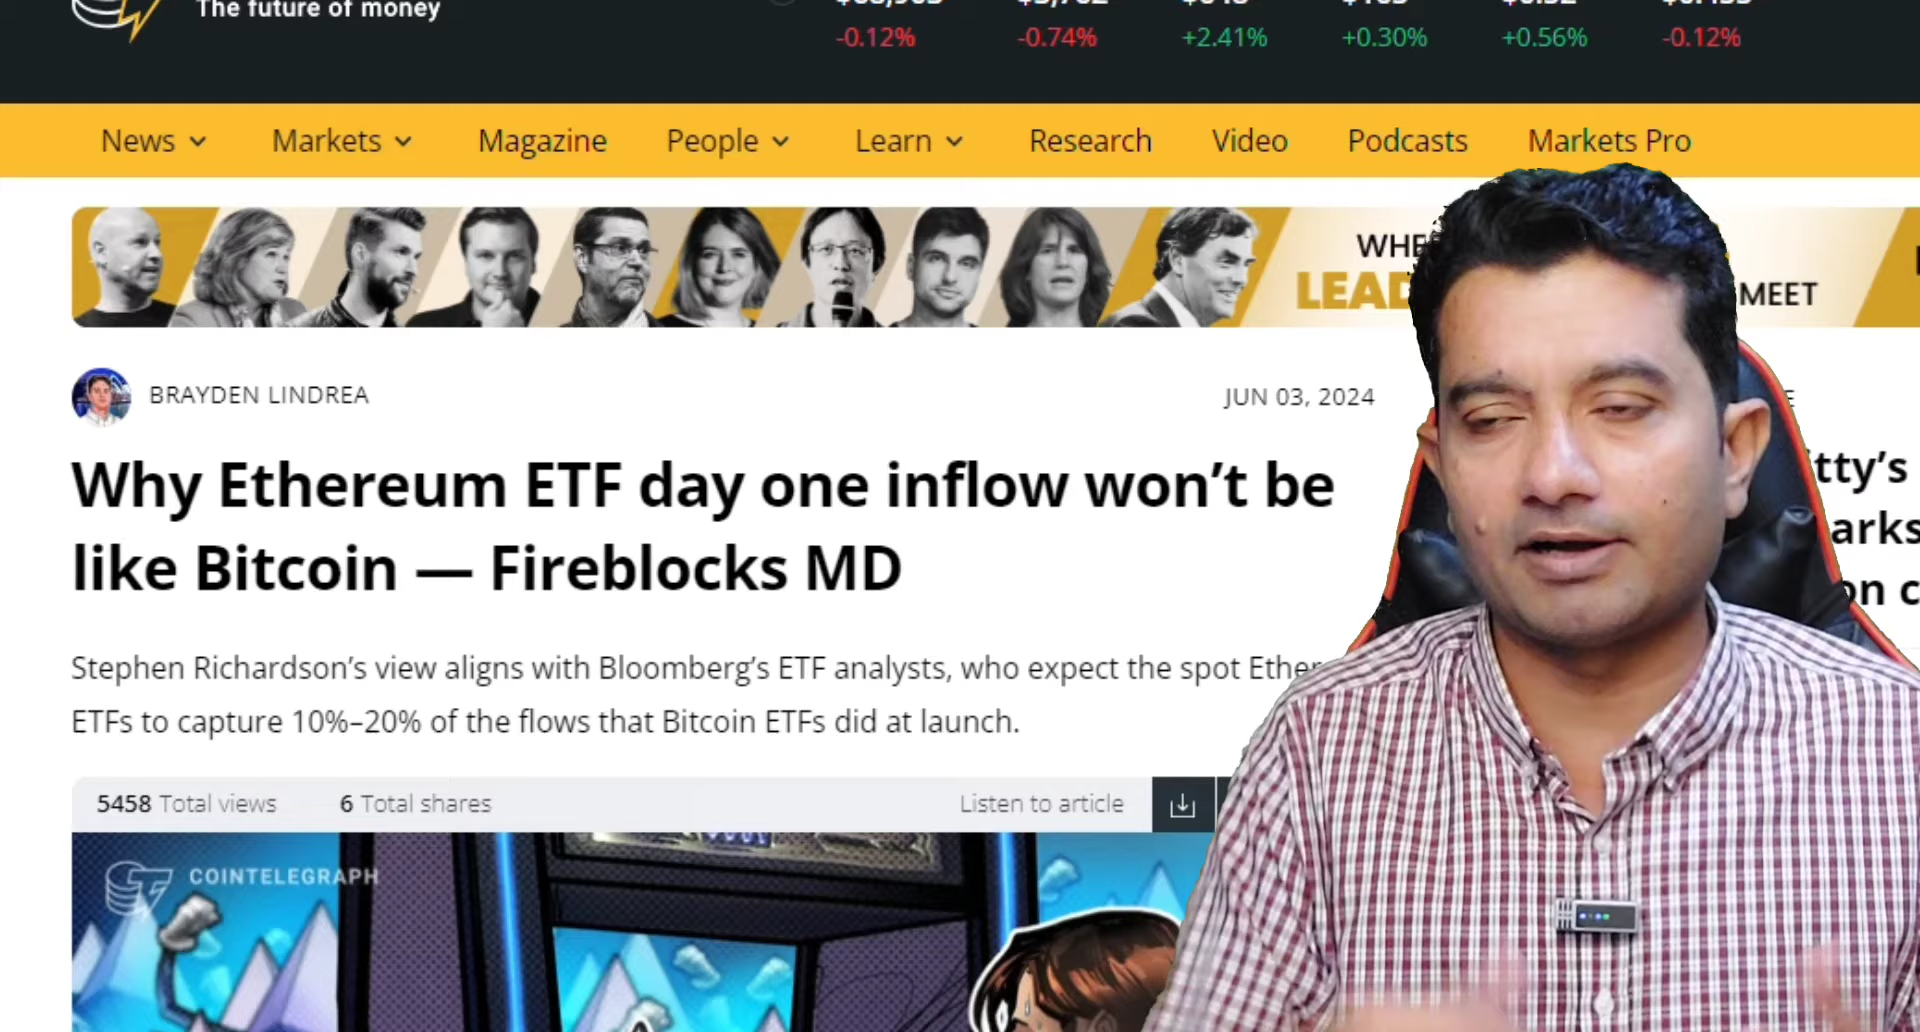 The future of money
-0.12% -0.74% +2.41% +0.30% +0.56% -0.12%
News Markets Magazine People Learn Research Video Podcasts Markets Pro
MEET
BRAYDEN LINDREA
JUN 03, 2024
Why Ethereum ETF day one inflow won’t be
like Bitcoin — Fireblocks MD
Stephen Richardson’s view aligns with Bloomberg’s ETF analysts, who expect the spot
ETFs to capture 10%–20% of the flows that Bitcoin ETFs did at launch.
5458 Total views 6 Total shares Listen to article
COINTELEGRAPH